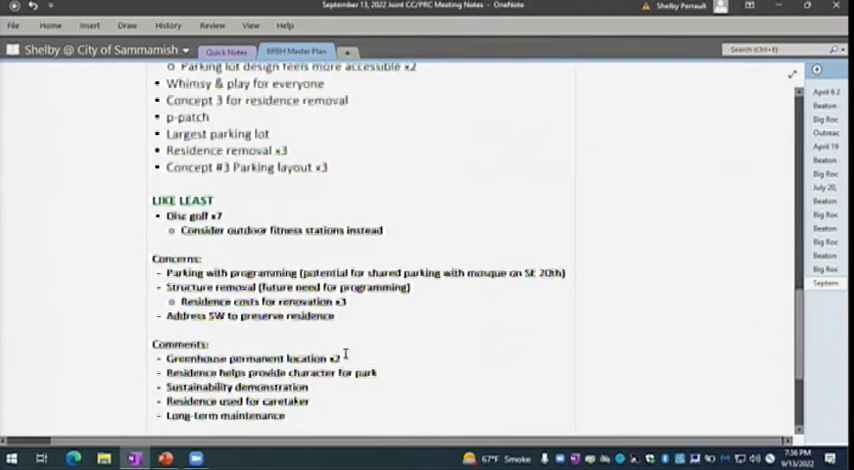 September 13, 2022 Joint CC/PRC Meeting Notes - OneNote
Shelby Perrault
File Home Insert Draw History Review View Help
Shelby @ City of Sammamish
Quick Notes
BRBH Master Plan
Search (Ctrl+E)
Parking lot design feels more accessible x2
Whimsy & play for everyone
Concept 3 for residence removal
p-patch
Largest parking lot
Residence removal x3
Concept #3 Parking layout x3
LIKE LEAST
Disc golf x7
Consider outdoor fitness stations instead
Concerns:
- Parking with programming (potential for shared parking with mosque on SE 20th)
- Structure removal (future need for programming)
Residence costs for renovation x3
- Address SW to preserve residence
Comments:
- Greenhouse permanent location x2
- Residence helps provide character for park
- Sustainability demonstration
- Residence used for caretaker
- Long-term maintenance
April 6 2
Beaton
Big Roc
Outreac
April 19
Beaton
Big Roc
July 20,
Beaton
Big Roc
Beaton
Big Roc
Beaton
Big Roc
Septem
67°F Smoke
7:36 PM
9/13/2022